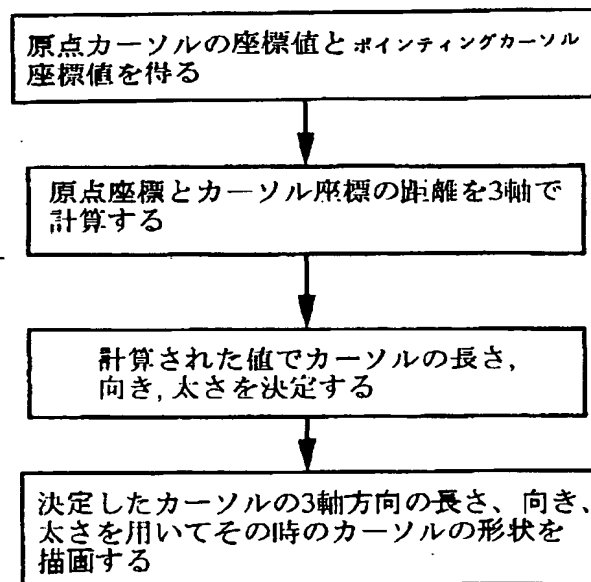 原点カーソルの座標値とポインティングカーソル
座標値を得る
原点座標とカーソル座標の距離を3軸で
計算する
計算された値でカーソルの長さ,
向き,太さを決定する
決定したカーソルの3軸方向の長さ、向き、
太さを用いてその時のカーソルの形状を
描画する